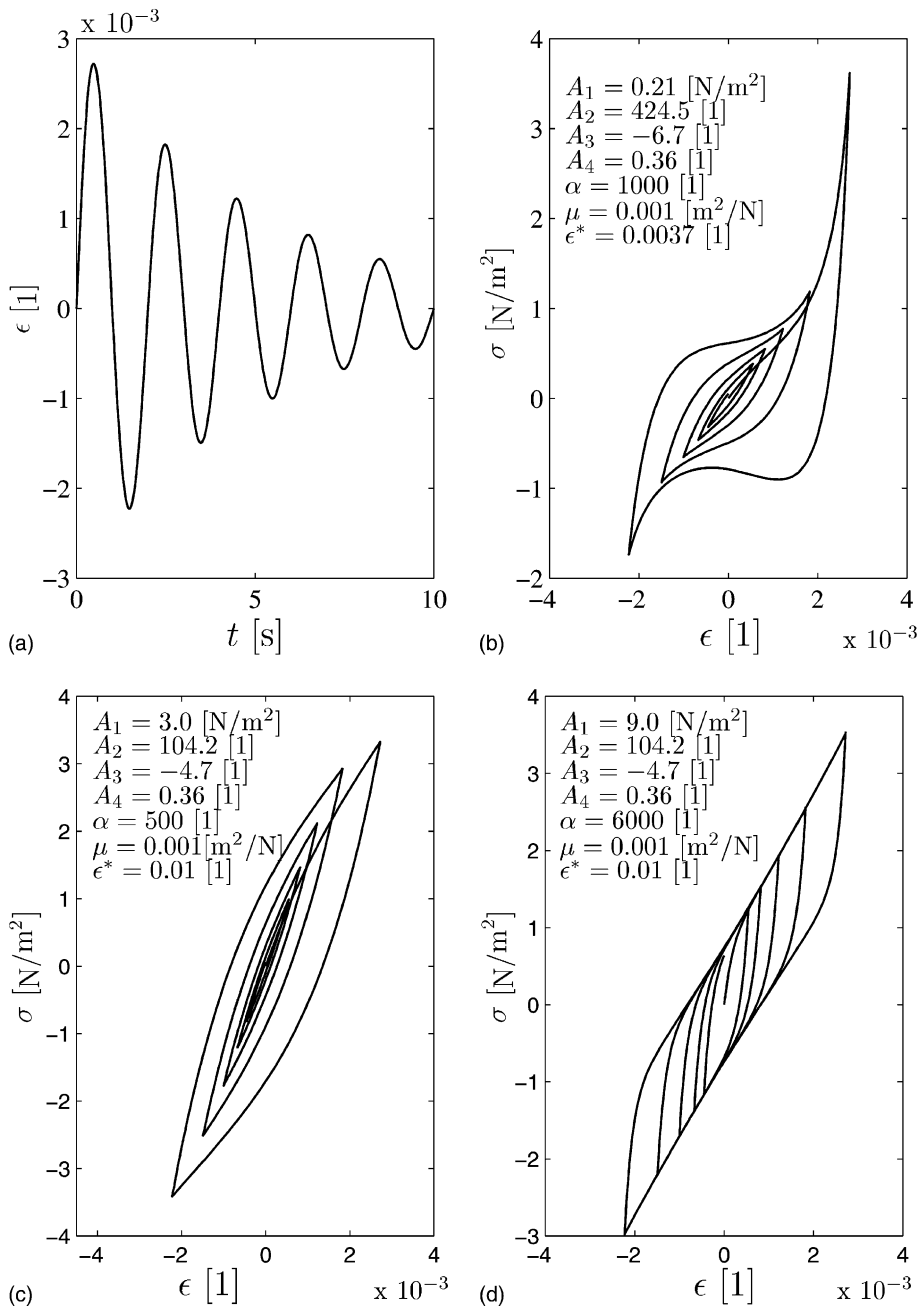 x 10⁻³
3
2
1
0
−1
−2
−3
ϵ [1]
0 5 10
t [s]
(a)
4
3
2
1
0
−1
−2
σ [N/m²]
A₁ = 0.21 [N/m²]
A₂ = 424.5 [1]
A₃ = −6.7 [1]
A₄ = 0.36 [1]
α = 1000 [1]
μ = 0.001 [m²/N]
ϵ* = 0.0037 [1]
−4 −2 0 2 4
ϵ [1]
x 10⁻³
(b)
4
3
2
1
0
−1
−2
−3
−4
σ [N/m²]
A₁ = 3.0 [N/m²]
A₂ = 104.2 [1]
A₃ = −4.7 [1]
A₄ = 0.36 [1]
α = 500 [1]
μ = 0.001[m²/N]
ϵ* = 0.01 [1]
−4 −2 0 2 4
ϵ [1]
x 10⁻³
(c)
4
3
2
1
0
−1
−2
−3
σ [N/m²]
A₁ = 9.0 [N/m²]
A₂ = 104.2 [1]
A₃ = −4.7 [1]
A₄ = 0.36 [1]
α = 6000 [1]
μ = 0.001 [m²/N]
ϵ* = 0.01 [1]
−4 −2 0 2 4
ϵ [1]
x 10⁻³
(d)